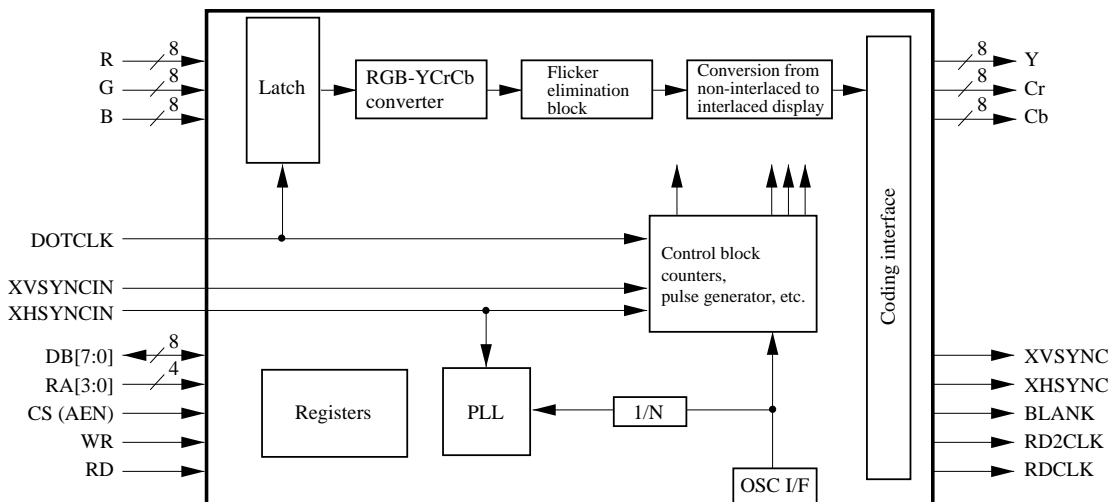 R
8
G
8
B
8
Latch
RGB-YCrCb
converter
Flicker
elimination
block
Conversion from
non-interlaced to
interlaced display
8
Y
8
Cr
8
Cb
Coding interface
DOTCLK
XVSYNCIN
XHSYNCIN
Control block
counters,
pulse generator, etc.
DB[7:0]
8
RA[3:0]
4
CS (AEN)
WR
RD
Registers
PLL
1/N
OSC I/F
XVSYNC
XHSYNC
BLANK
RD2CLK
RDCLK